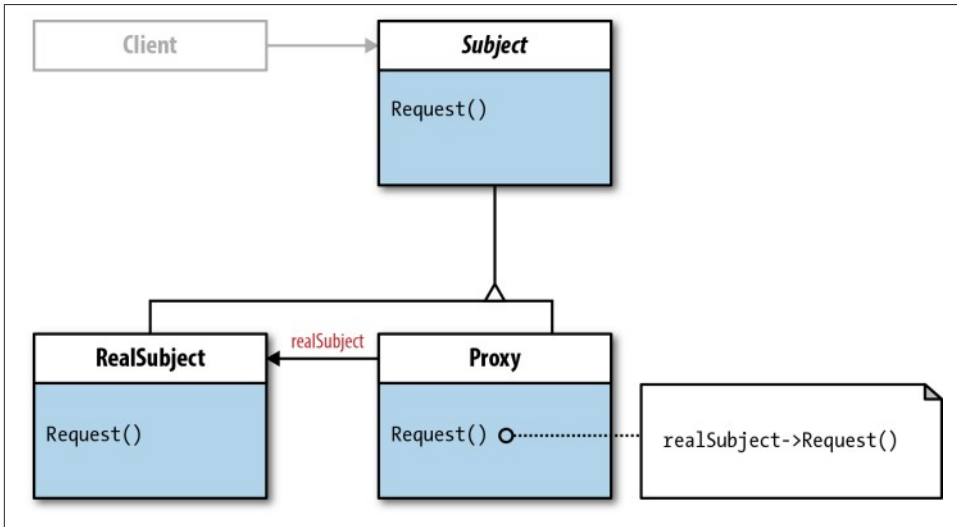 Client
Subject
Request()
realSubject
RealSubject
Proxy
Request()
Request()
realSubject->Request()